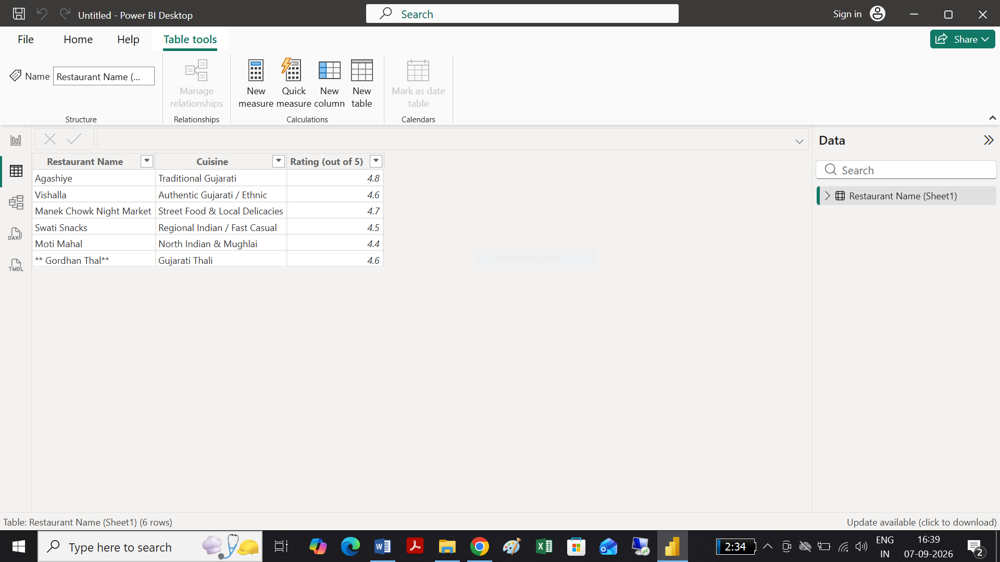 Untitled - Power BI Desktop
Search
Sign in
File Home Help Table tools
Share
Name Restaurant Name (...
Manage relationships
New measure
Quick measure
New column
New table
Mark as date table
Structure
Relationships
Calculations
Calendars
Data
Search
Restaurant Name (Sheet1)
Restaurant Name Cuisine Rating (out of 5)
Agashiye Traditional Gujarati 4.8
Vishalla Authentic Gujarati / Ethnic 4.6
Manek Chowk Night Market Street Food & Local Delicacies 4.7
Swati Snacks Regional Indian / Fast Casual 4.5
Moti Mahal North Indian & Mughlai 4.4
** Gordhan Thal** Gujarati Thali 4.6
Full-screen Snip
DAX
TMDL
Table: Restaurant Name (Sheet1) (6 rows)
Update available (click to download)
Type here to search
2:34
ENG
IN
16:39
07-09-2026
2